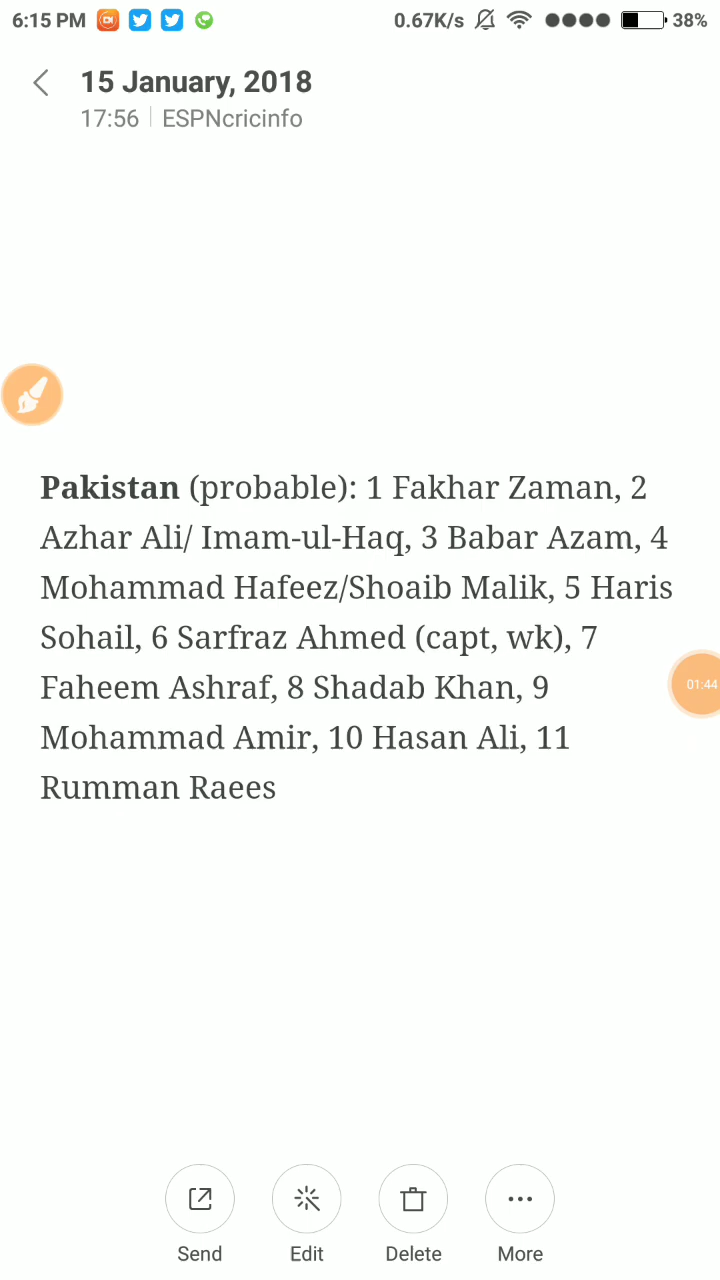 6:15 PM 0.67K/s 38%
15 January, 2018
17:56 ESPNcricinfo
Pakistan (probable): 1 Fakhar Zaman, 2
Azhar Ali/ Imam-ul-Haq, 3 Babar Azam, 4
Mohammad Hafeez/Shoaib Malik, 5 Haris
Sohail, 6 Sarfraz Ahmed (capt, wk), 7
Faheem Ashraf, 8 Shadab Khan, 9
01:44
Mohammad Amir, 10 Hasan Ali, 11
Rumman Raees
Send Edit Delete More